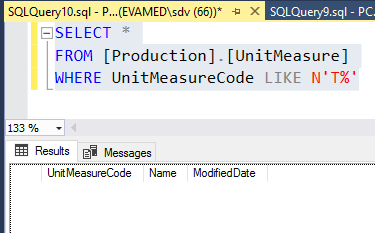 SQLQuery10.sql - P...(EVAMED\sdv (66))* SQLQuery9.sql - PC.
SELECT *
FROM [Production].[UnitMeasure]
WHERE UnitMeasureCode LIKE N'T%'
133 %
Results Messages
UnitMeasureCode Name ModifiedDate